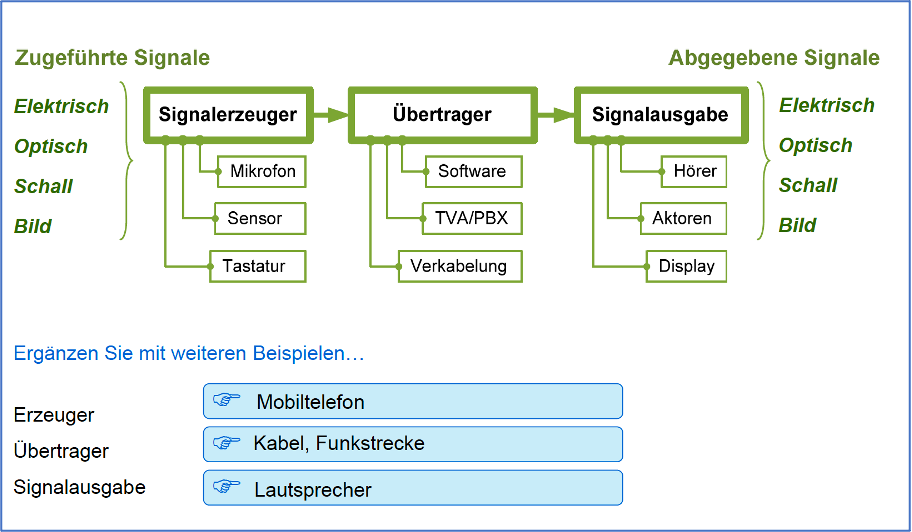 Zugeführte Signale
Abgegebene Signale
Elektrisch
Optisch
Schall
Bild
Signalerzeuger
Mikrofon
Sensor
Tastatur
Übertrager
Software
TVA/PBX
Verkabelung
Signalausgabe
Hörer
Aktoren
Display
Elektrisch
Optisch
Schall
Bild
Ergänzen Sie mit weiteren Beispielen…
Erzeuger
Mobiltelefon
Übertrager
Kabel, Funkstrecke
Signalausgabe
Lautsprecher